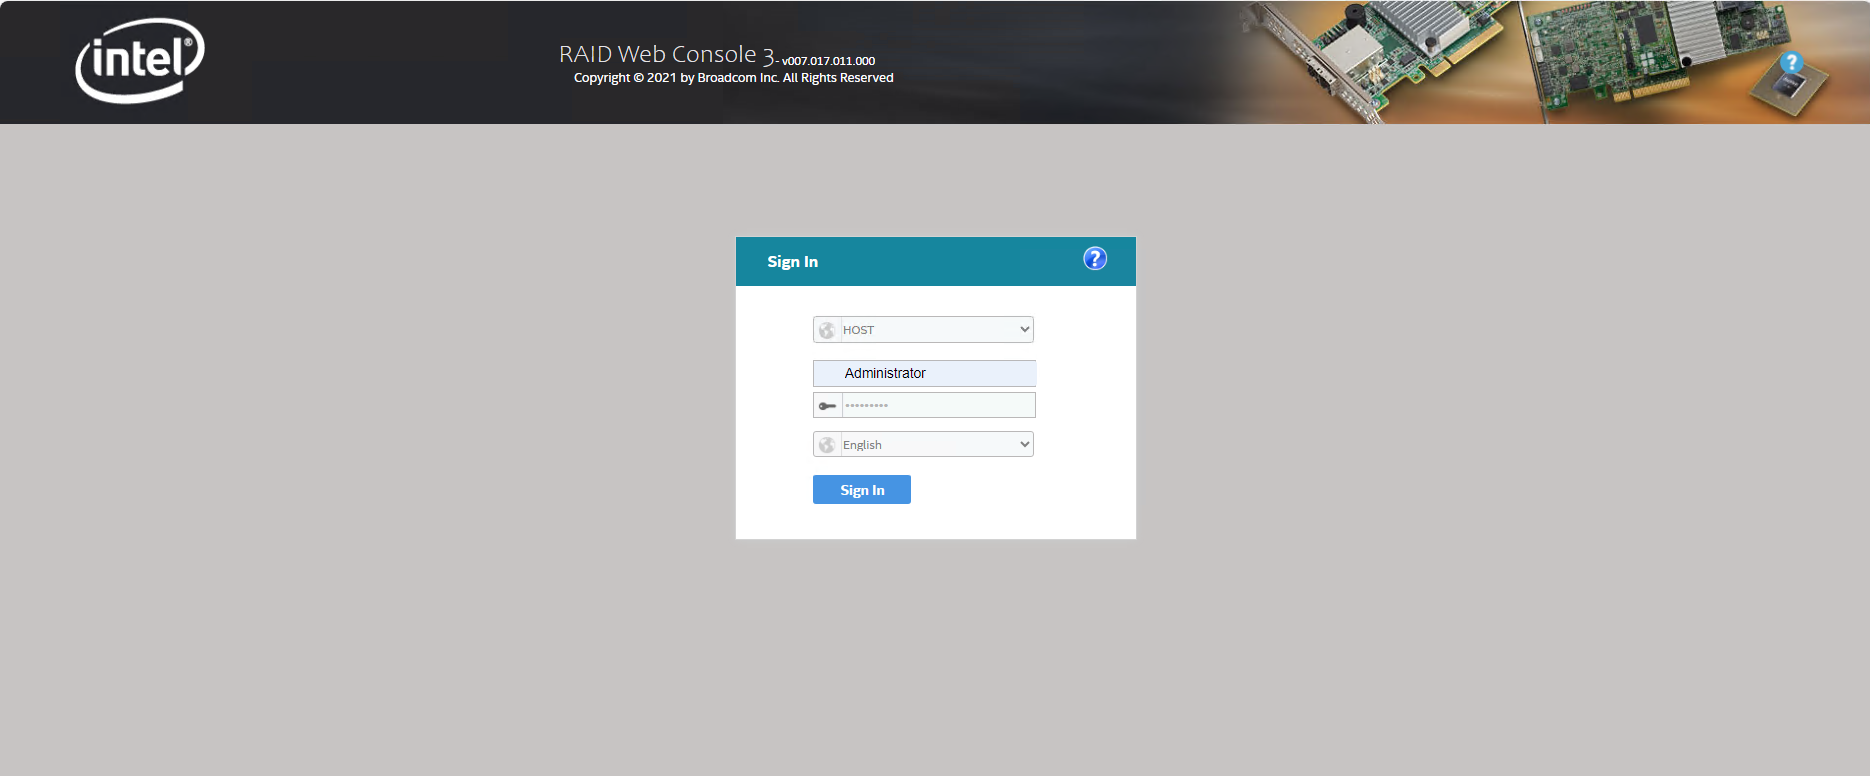 intel®
RAID Web Console 3 - v007.017.011.000
Copyright © 2021 by Broadcom Inc. All Rights Reserved
?
Sign In
?
HOST
Administrator
•••••••••
English
Sign In